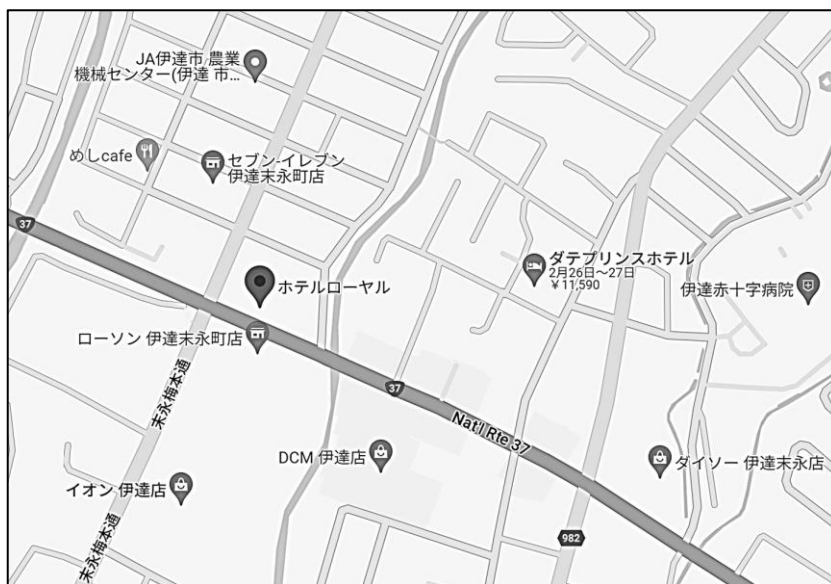 JA伊達市 農業
機械センター(伊達 市...
めしcafe
セブン-イレブン
伊達末永町店
37
ダテプリンスホテル
2月26日～27日
￥11,590
伊達赤十字病院
ホテルローヤル
ローソン 伊達末永町店
37
末永梅本通
Nat'l Rte 37
DCM 伊達店
ダイソー 伊達末永店
イオン 伊達店
982
末永梅本通